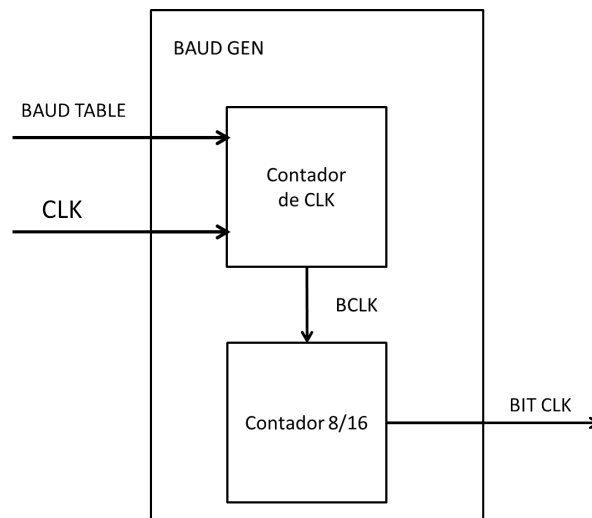 BAUD GEN
BAUD TABLE
Contador
de CLK
CLK
BCLK
Contador 8/16
BIT CLK